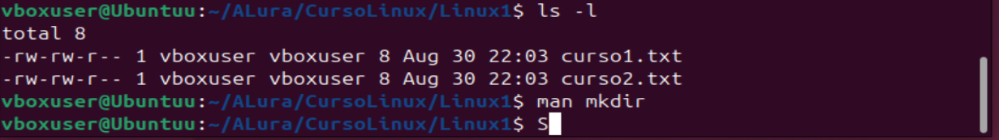 vboxuser@Ubuntuu:~/ALura/CursoLinux/Linux1$ ls -l
total 8
-rw-rw-r-- 1 vboxuser vboxuser 8 Aug 30 22:03 curso1.txt
-rw-rw-r-- 1 vboxuser vboxuser 8 Aug 30 22:03 curso2.txt
vboxuser@Ubuntuu:~/ALura/CursoLinux/Linux1$ man mkdir
vboxuser@Ubuntuu:~/ALura/CursoLinux/Linux1$ S